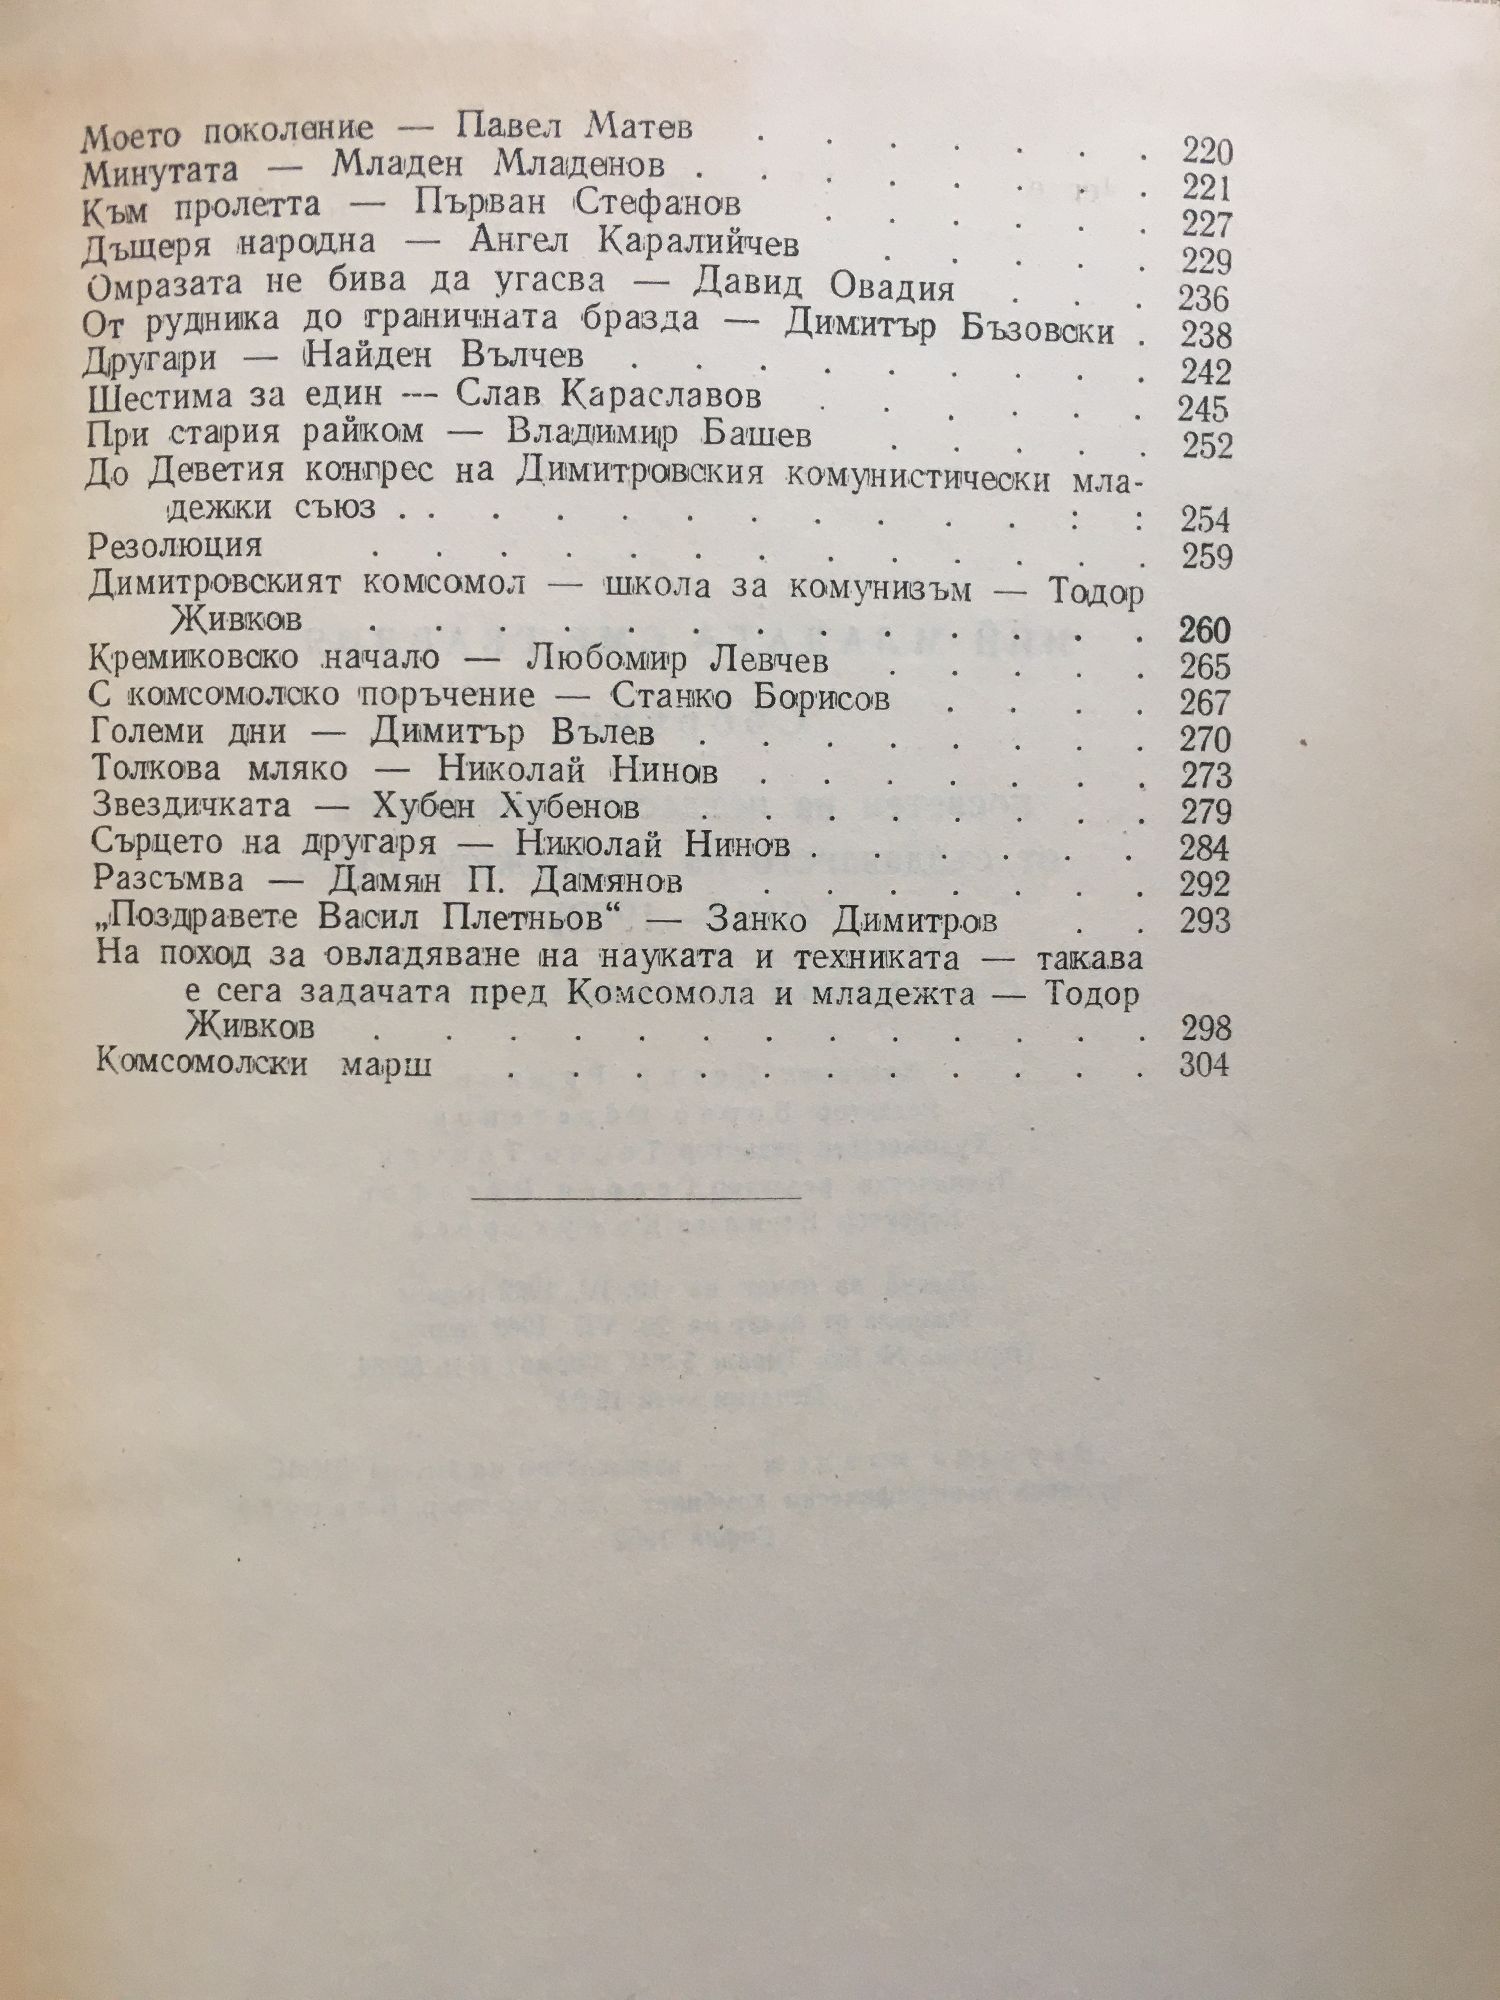 Моето поколение — Павел Матев . . . . . . . 220
Минутата — Младен Младенов . . . . . . . . 221
Към пролетта — Първан Стефанов . . . . . . 227
Дъщеря народна — Ангел Каралийчев . . . . . 229
Омразата не бива да угасва — Давид Овадия . . . 236
От рудника до граничната бразда — Димитър Бъзовски . 238
Другари — Найден Вълчев . . . . . . . . . 242
Шестима за един — Слав Караславов . . . . . . 245
При стария райком — Владимир Башев . . . . . 252
До Деветия конгрес на Димитровския комунистически мла-
дежки съюз . . . . . . . . . . . . : : 254
Резолюция . . . . . . . . . . . . . 259
Димитровският комсомол — школа за комунизъм — Тодор
Живков . . . . . . . . . . . . . 260
Кремиковско начало — Любомир Левчев . . . . . 265
С комсомолско поръчение — Станко Борисов . . . . 267
Големи дни — Димитър Вълев . . . . . . . . 270
Толкова мляко — Николай Нинов . . . . . . . 273
Звездичката — Хубен Хубенов . . . . . . . . 279
Сърцето на другаря — Николай Нинов . . . . . . 284
Разсъмва — Дамян П. Дамянов . . . . . . . 292
„Поздравете Васил Плетньов“ — Занко Димитров . . 293
На поход за овладяване на науката и техниката — такава
е сега задачата пред Комсомола и младежта — Тодор
Живков . . . . . . . . . . . . . 298
Комсомолски марш . . . . . . . . . . . 304